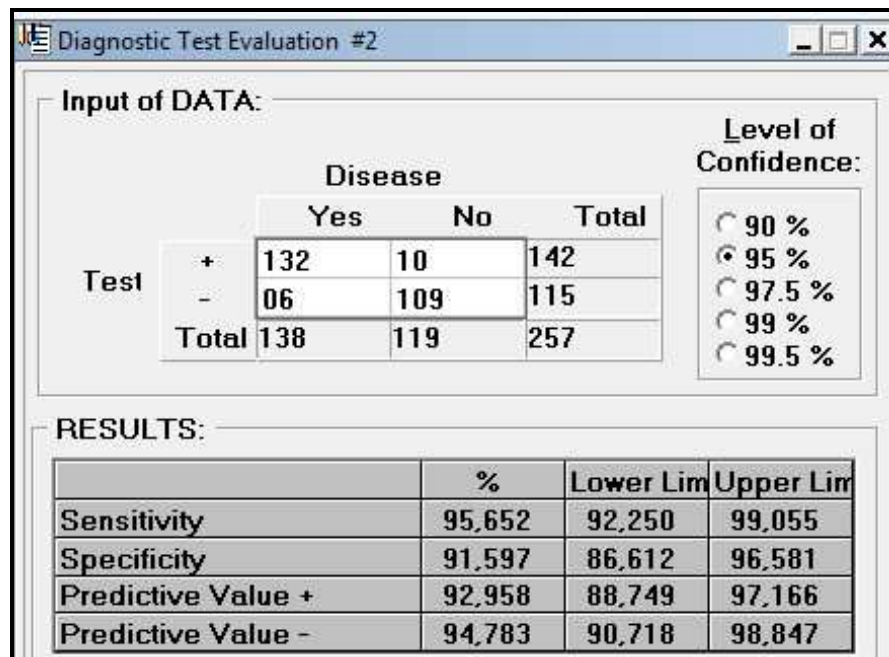 Diagnostic Test Evaluation #2
Input of DATA:
Level of
Confidence:
Disease
Yes No Total
Test + 132 10 142
- 06 109 115
Total 138 119 257
90 %
95 %
97.5 %
99 %
99.5 %
RESULTS:
% Lower Lim Upper Lim
Sensitivity 95,652 92,250 99,055
Specificity 91,597 86,612 96,581
Predictive Value + 92,958 88,749 97,166
Predictive Value - 94,783 90,718 98,847